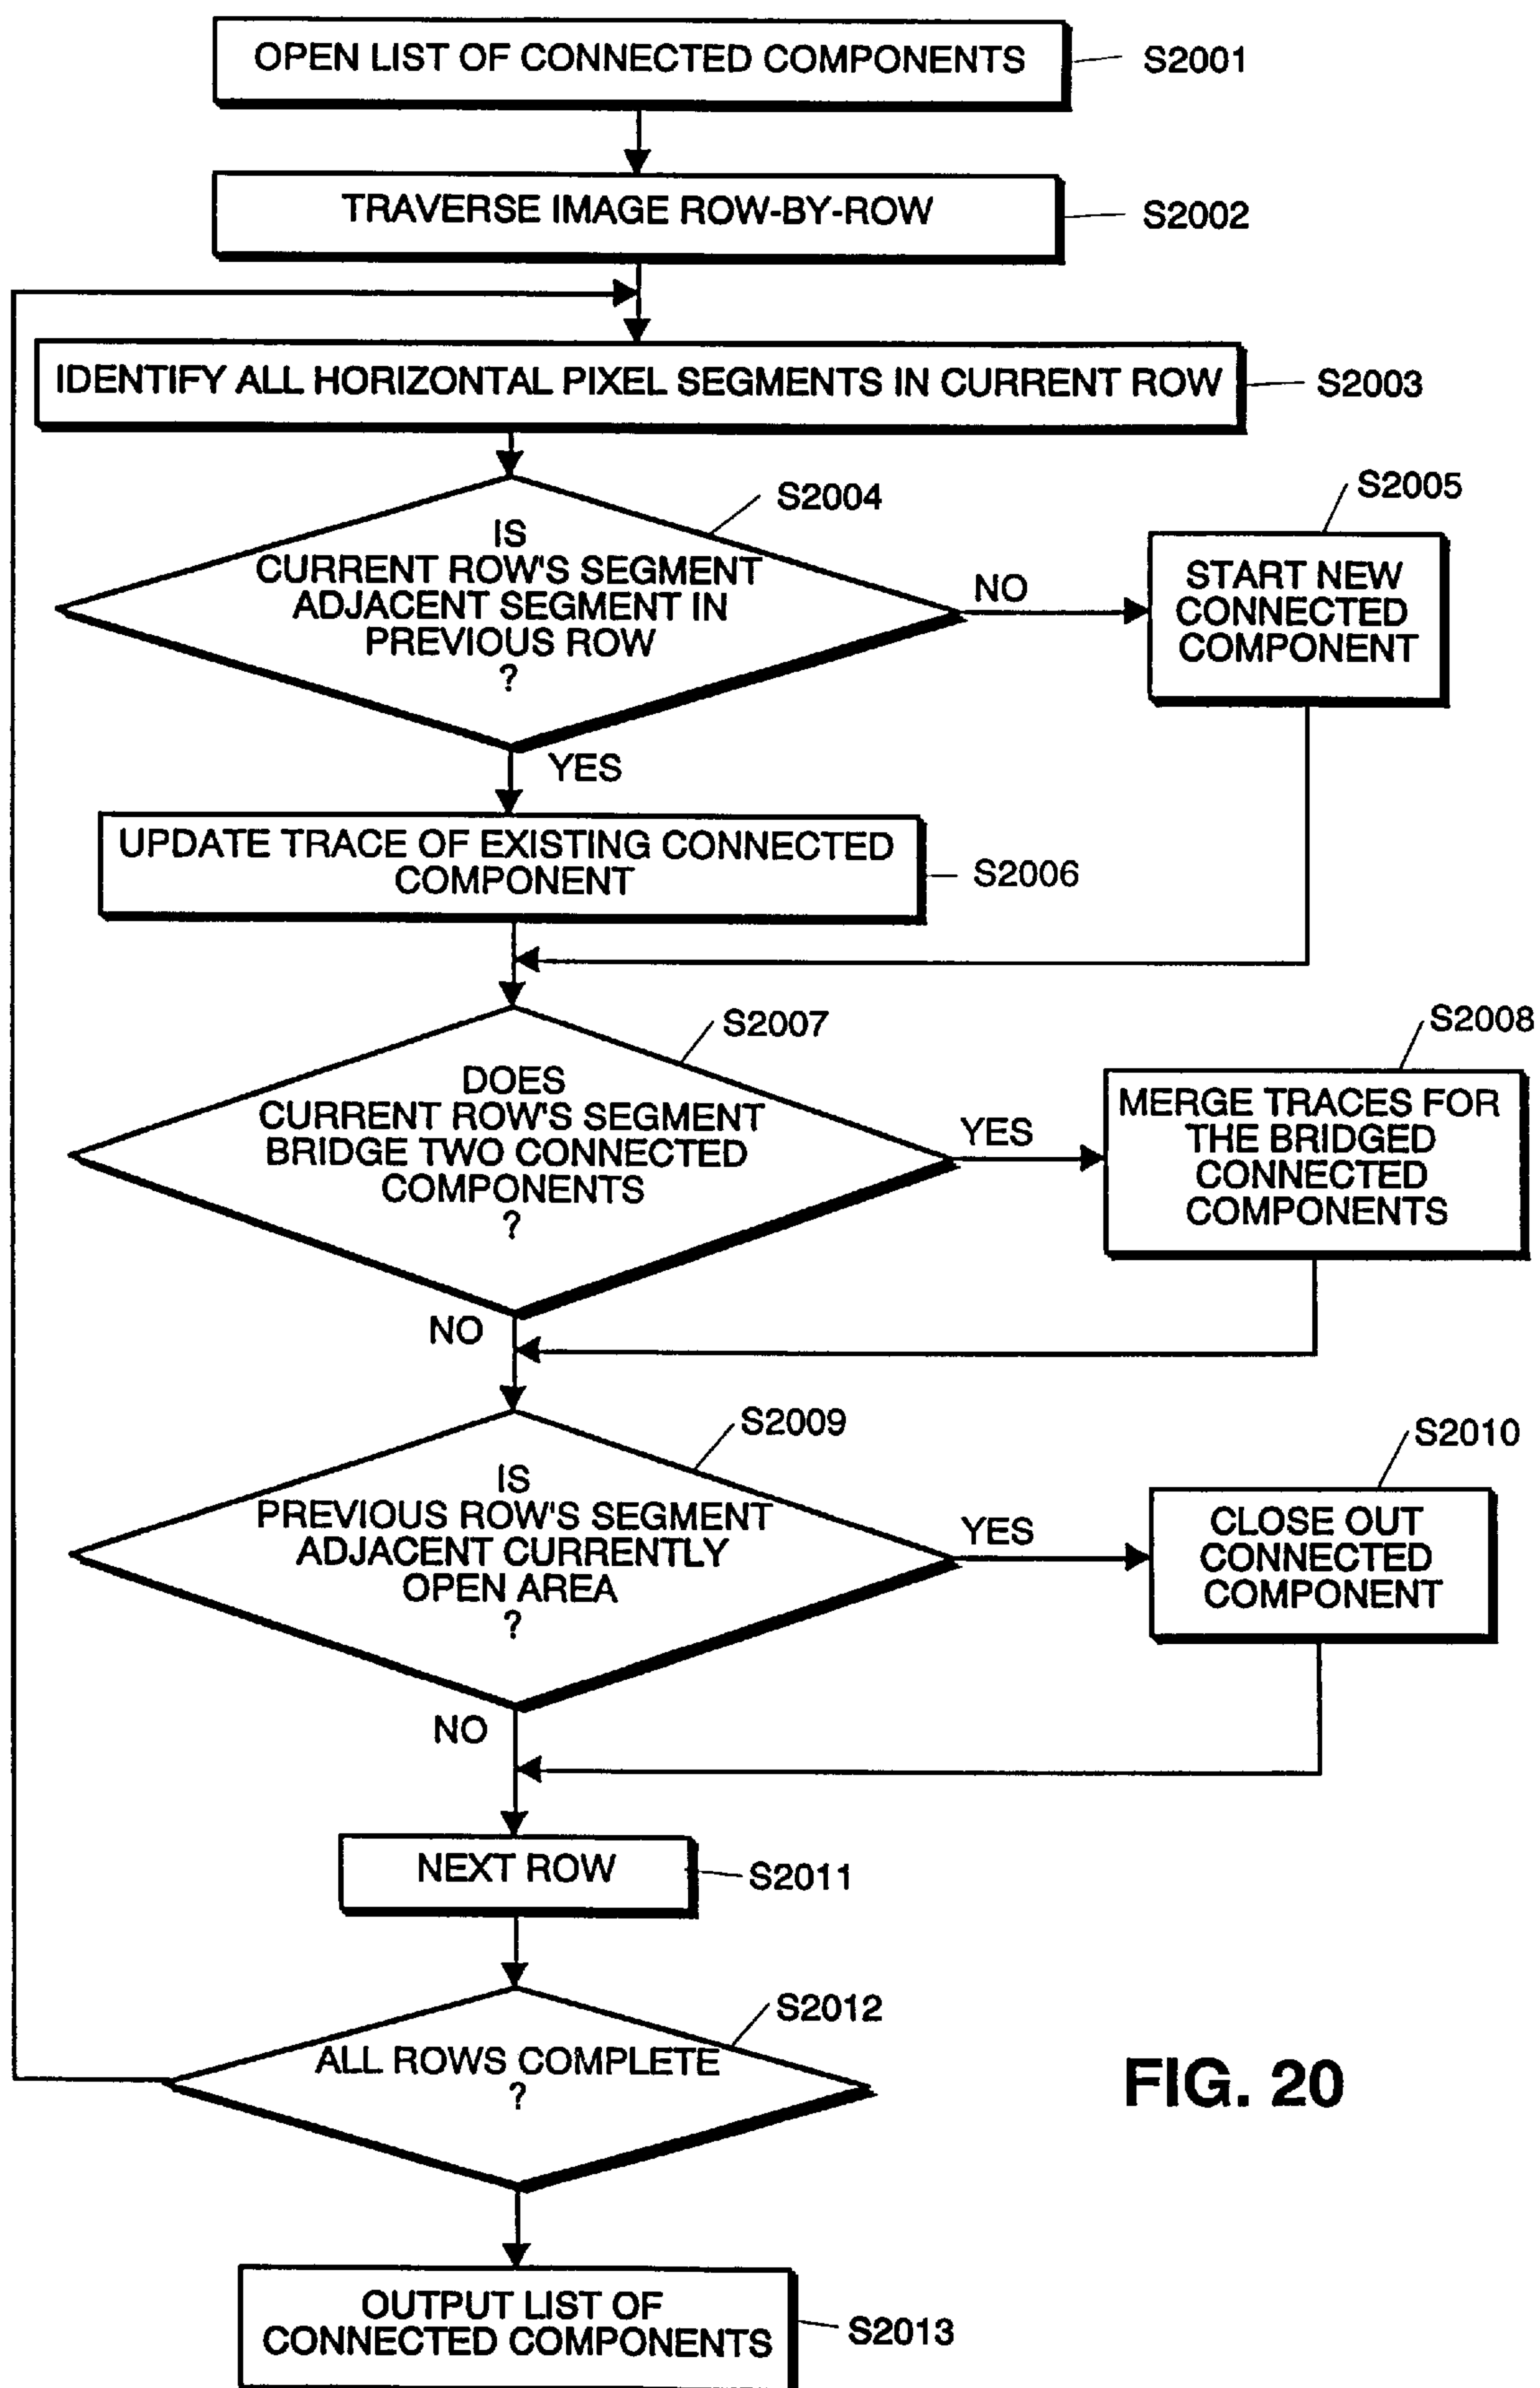 OPEN LIST OF CONNECTED COMPONENTS
S2001
TRAVERSE IMAGE ROW-BY-ROW
S2002
IDENTIFY ALL HORIZONTAL PIXEL SEGMENTS IN CURRENT ROW
S2003
S2004
IS
CURRENT ROW'S SEGMENT
ADJACENT SEGMENT IN
PREVIOUS ROW
?
NO
S2005
START NEW
CONNECTED
COMPONENT
YES
UPDATE TRACE OF EXISTING CONNECTED
COMPONENT
S2006
S2007
DOES
CURRENT ROW'S SEGMENT
BRIDGE TWO CONNECTED
COMPONENTS
?
YES
S2008
MERGE TRACES FOR
THE BRIDGED
CONNECTED
COMPONENTS
NO
S2009
IS
PREVIOUS ROW'S SEGMENT
ADJACENT CURRENTLY
OPEN AREA
?
YES
S2010
CLOSE OUT
CONNECTED
COMPONENT
NO
NEXT ROW
S2011
S2012
ALL ROWS COMPLETE
?
FIG. 20
OUTPUT LIST OF
CONNECTED COMPONENTS
S2013